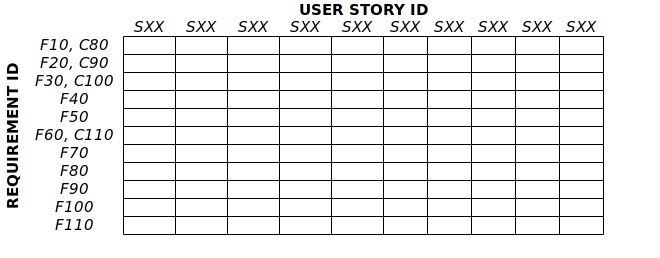 USER STORY ID
SXX SXX SXX SXX SXX SXX SXX SXX SXX SXX
REQUIREMENT ID
F10, C80
F20, C90
F30, C100
F40
F50
F60, C110
F70
F80
F90
F100
F110